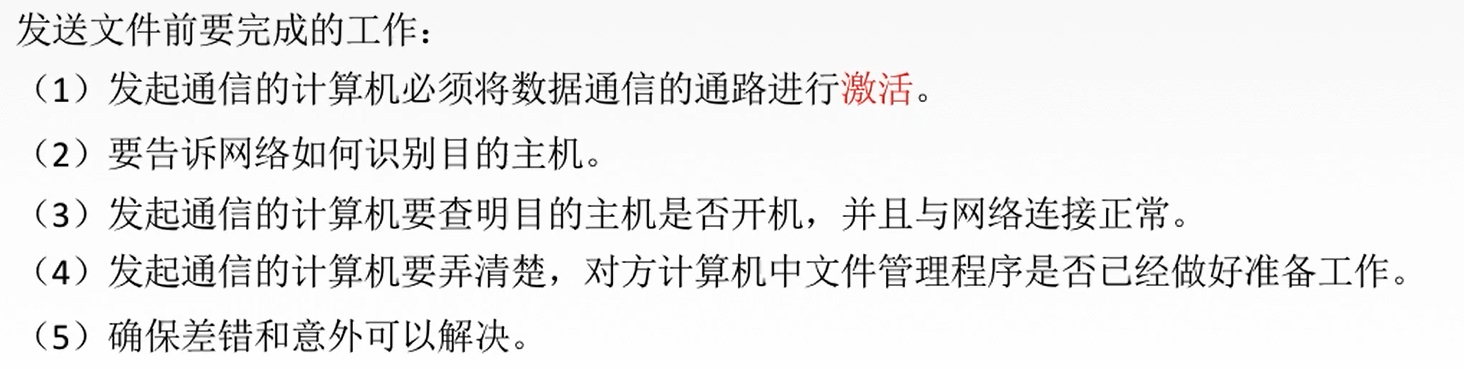 发送文件前要完成的工作：
（1）发起通信的计算机必须将数据通信的通路进行激活。
（2）要告诉网络如何识别目的主机。
（3）发起通信的计算机要查明目的主机是否开机，并且与网络连接正常。
（4）发起通信的计算机要弄清楚，对方计算机中文件管理程序是否已经做好准备工作。
（5）确保差错和意外可以解决。